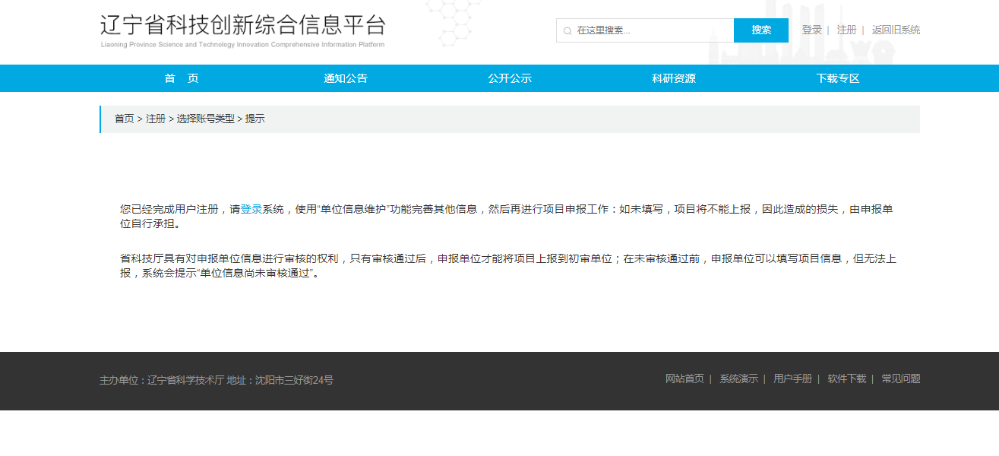 辽宁省科技创新综合信息平台
Liaoning Province Science and Technology Innovation Comprehensive Information Platform
在这里搜索...
搜索
登录 | 注册 | 返回旧系统
首 页 通知公告 公开公示 科研资源 下载专区
首页 > 注册 > 选择账号类型 > 提示
您已经完成用户注册，请登录系统，使用“单位信息维护”功能完善其他信息，然后再进行项目申报工作：如未填写，项目将不能上报，因此造成的损失，由申报单
位自行承担。
省科技厅具有对申报单位信息进行审核的权利，只有审核通过后，申报单位才能将项目上报到初审单位；在未审核通过前，申报单位可以填写项目信息，但无法上
报，系统会提示“单位信息尚未审核通过”。
主办单位：辽宁省科学技术厅 地址：沈阳市三好街24号
网站首页 | 系统演示 | 用户手册 | 软件下载 | 常见问题